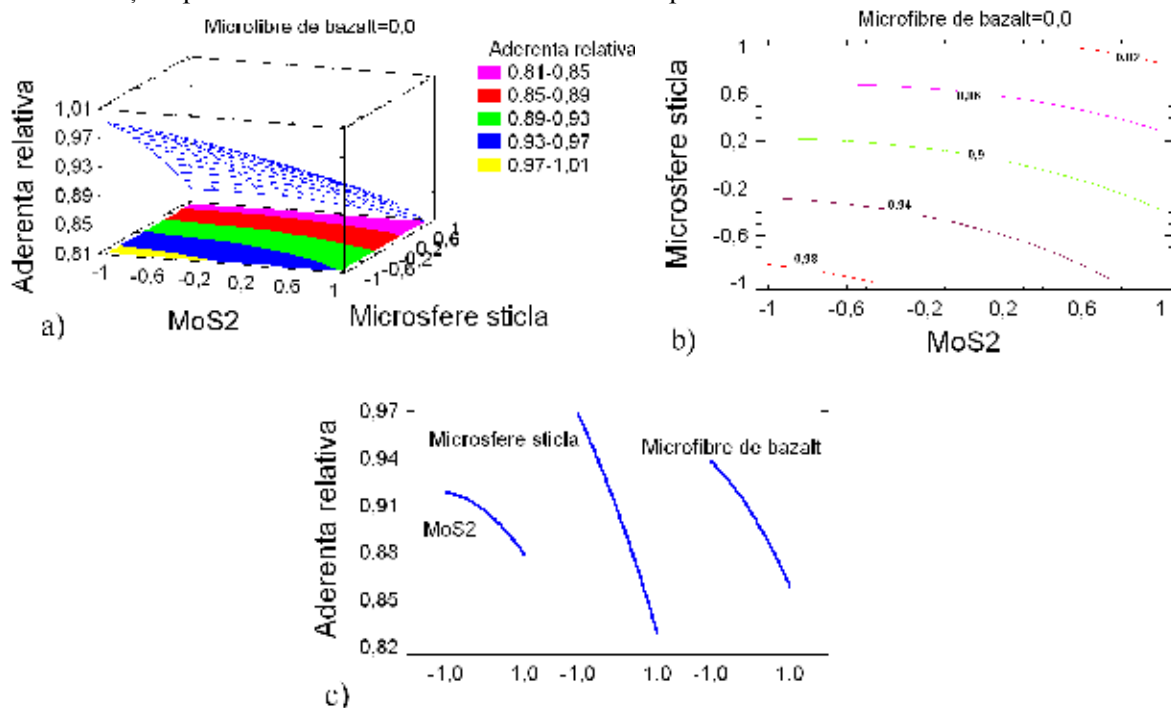 Microfibre de bazalt=0,0
Aderenta relativa
1,01
0,97
0,93
0,89
0,85
0,81
-1 -0,6 -0,2 0,2 0,6 1
MoS2
Microsfere sticla
a)
Aderenta relativa
0.81-0,85
0.85-0,89
0.89-0,93
0.93-0,97
0.97-1,01
Microfibre de bazalt=0,0
Microsfere sticla
1
0.6
0.2
-0.2
-0.6
-1
0,82
0,86
0,9
0,94
0,98
-1 -0,6 -0,2 0,2 0,6 1
MoS2
b)
Aderenta relativa
0,97
0,94
0,91
0,88
0,85
0,82
Microsfere sticla
Microfibre de bazalt
MoS2
-1,0 1,0 -1,0 1.0 -1,0 1,0
c)